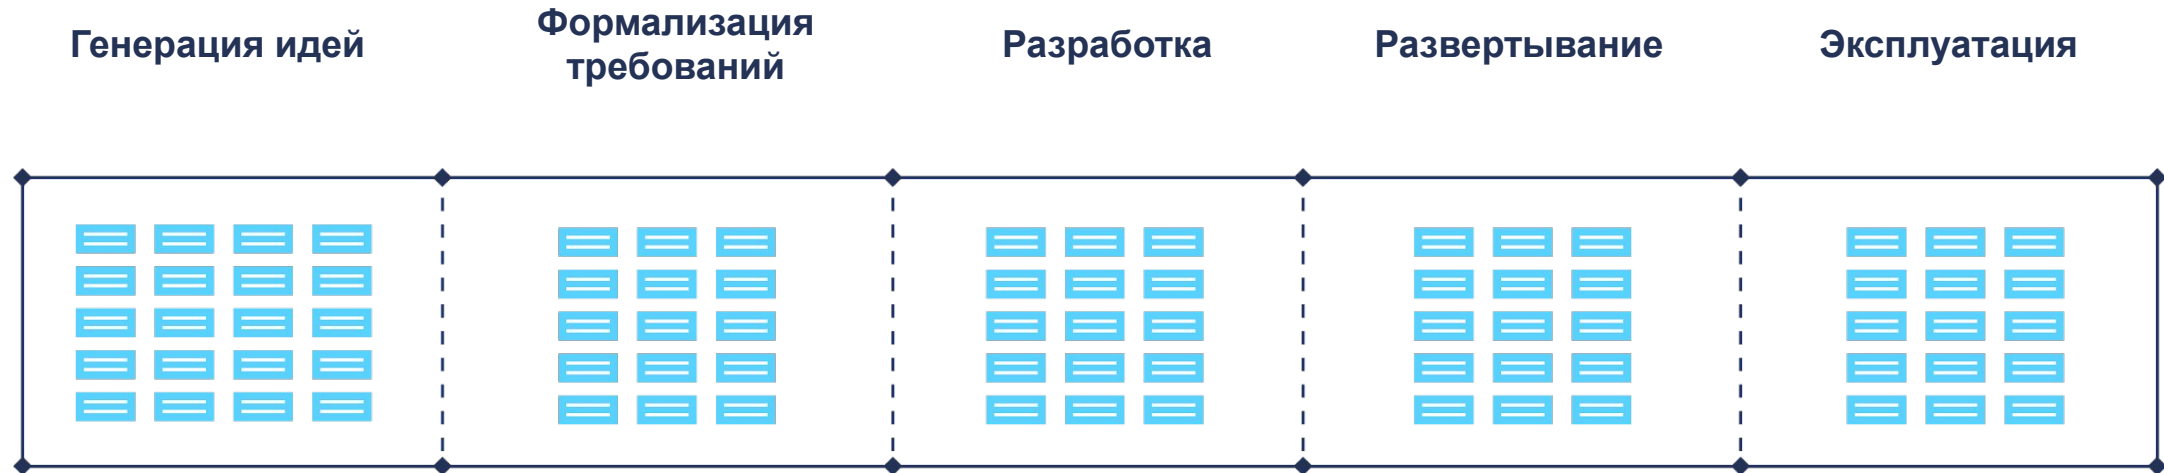 Генерация идей
Формализация
требований
Разработка
Развертывание
Эксплуатация